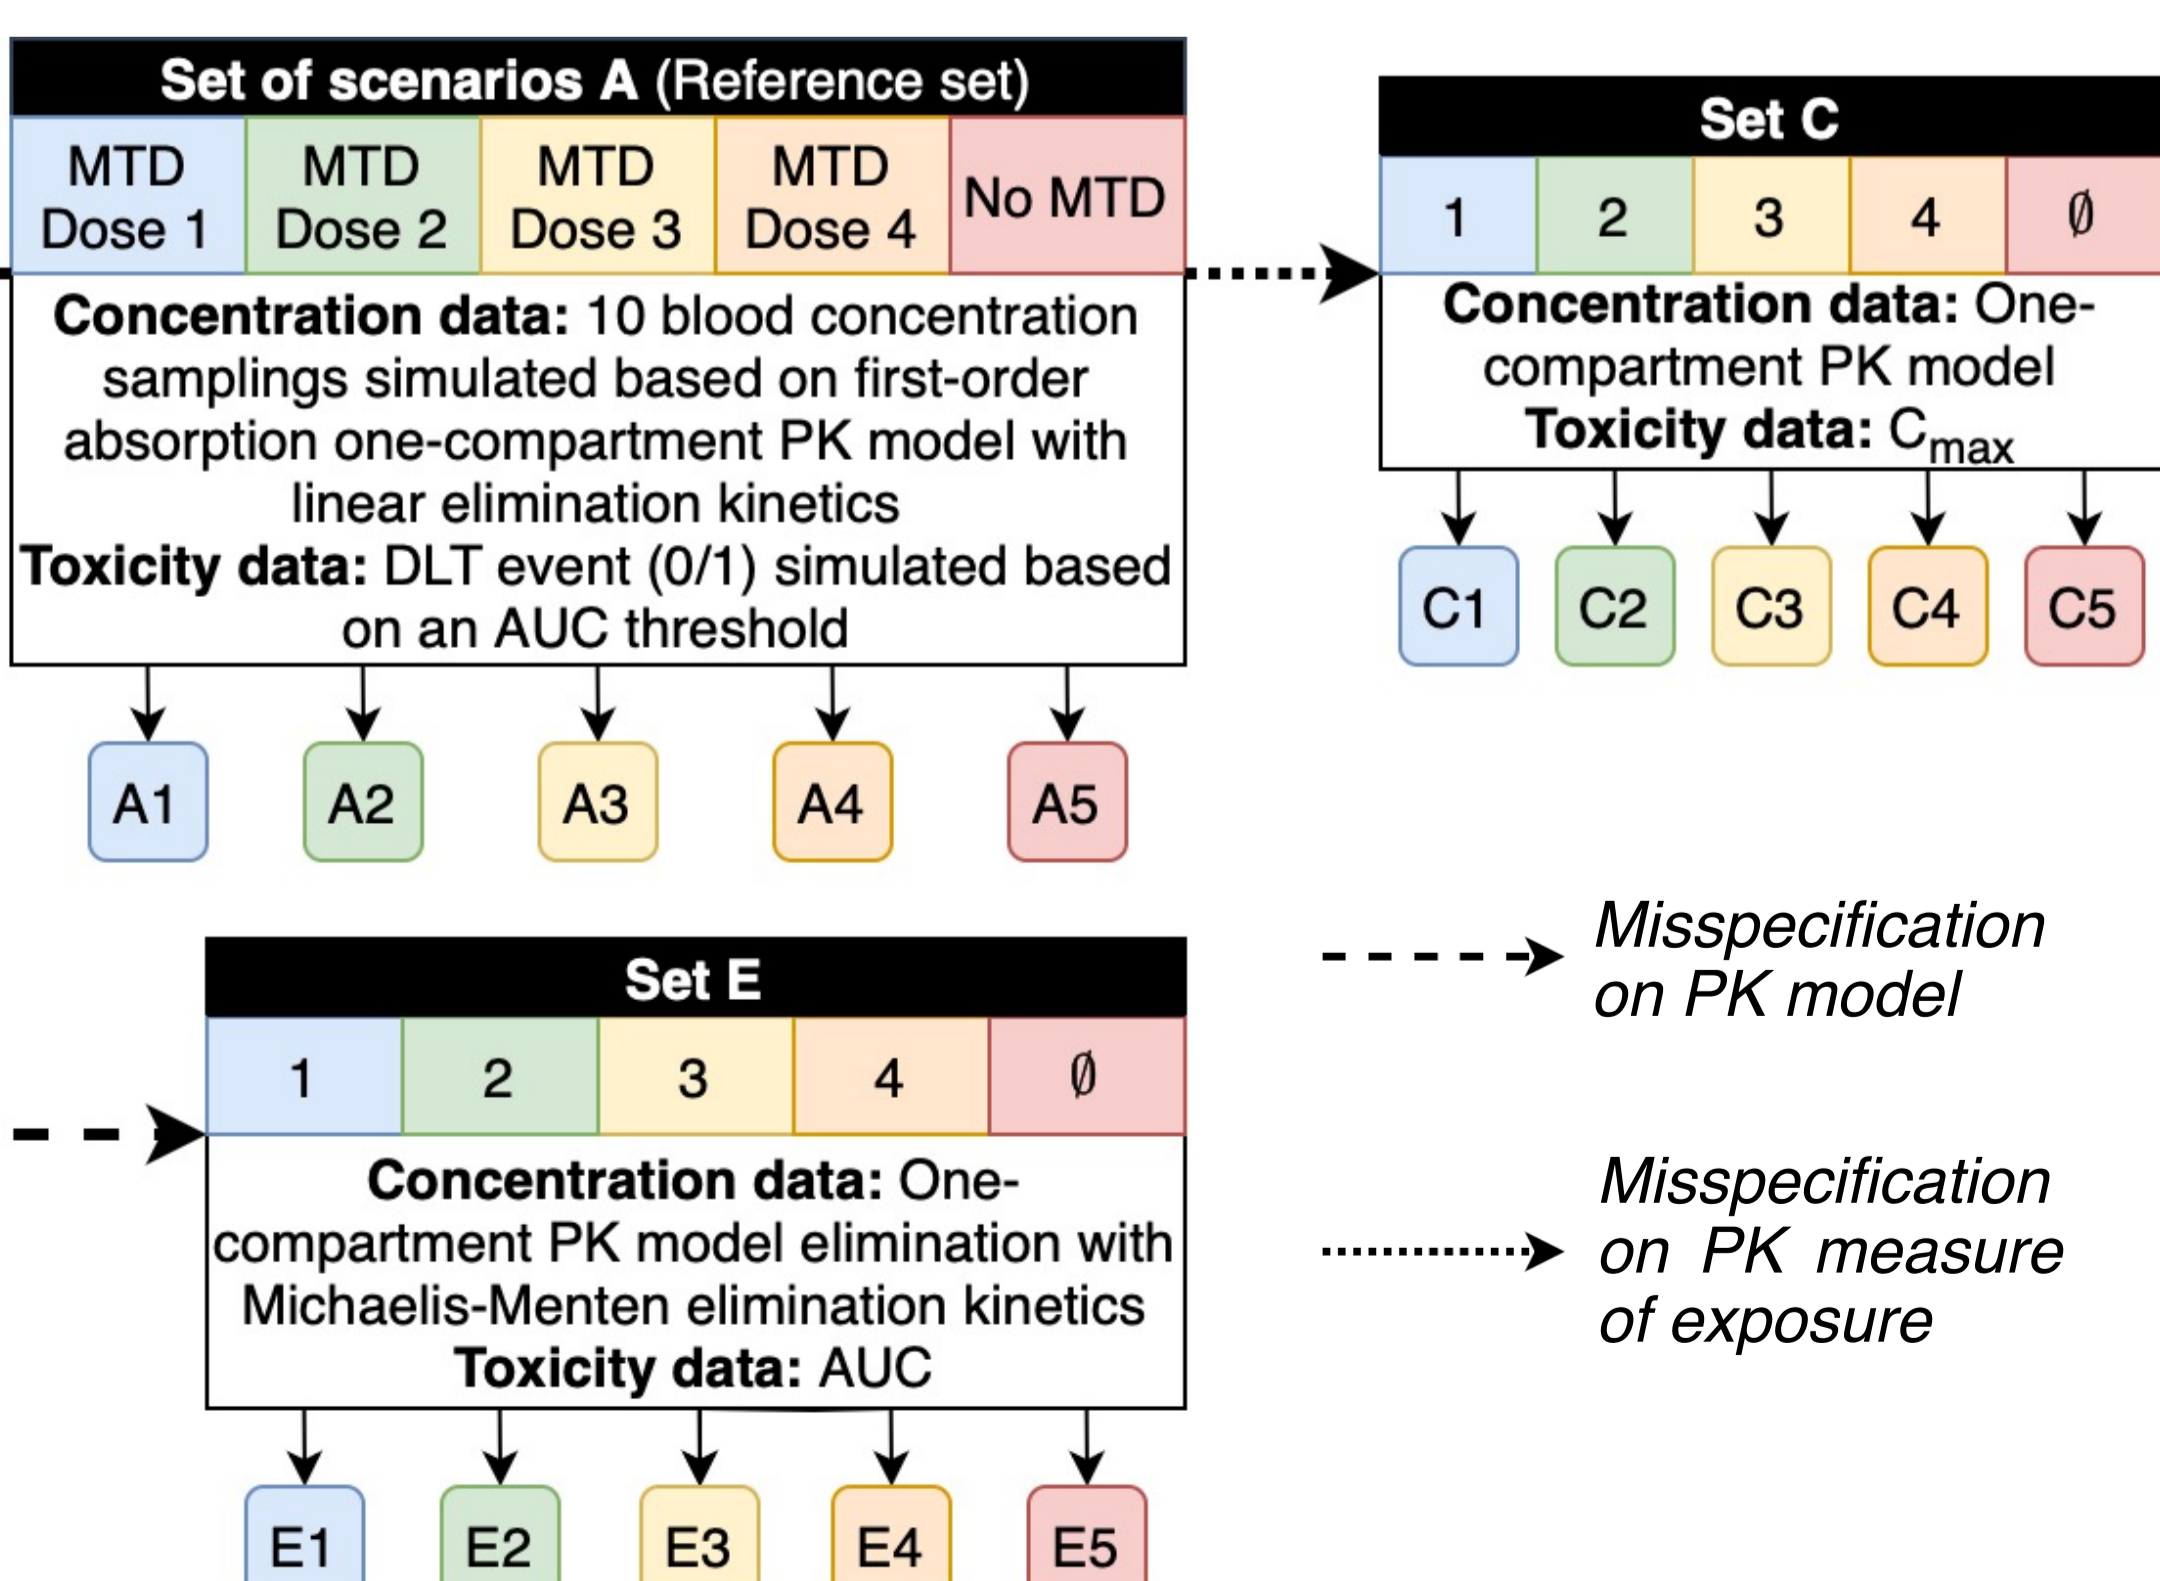 Set of scenarios A (Reference set)
MTD
Dose 1
MTD
Dose 2
MTD
Dose 3
MTD
Dose 4
No MTD
Concentration data: 10 blood concentration
samplings simulated based on first-order
absorption one-compartment PK model with
linear elimination kinetics
Toxicity data: DLT event (0/1) simulated based
on an AUC threshold
A1
A2
A3
A4
A5
Set C
1
2
3
4
∅
Concentration data: One-
compartment PK model
Toxicity data: Cmax
C1
C2
C3
C4
C5
Set E
1
2
3
4
∅
Concentration data: One-
compartment PK model elimination with
Michaelis-Menten elimination kinetics
Toxicity data: AUC
E1
E2
E3
E4
E5
Misspecification
on PK model
Misspecification
on PK measure
of exposure